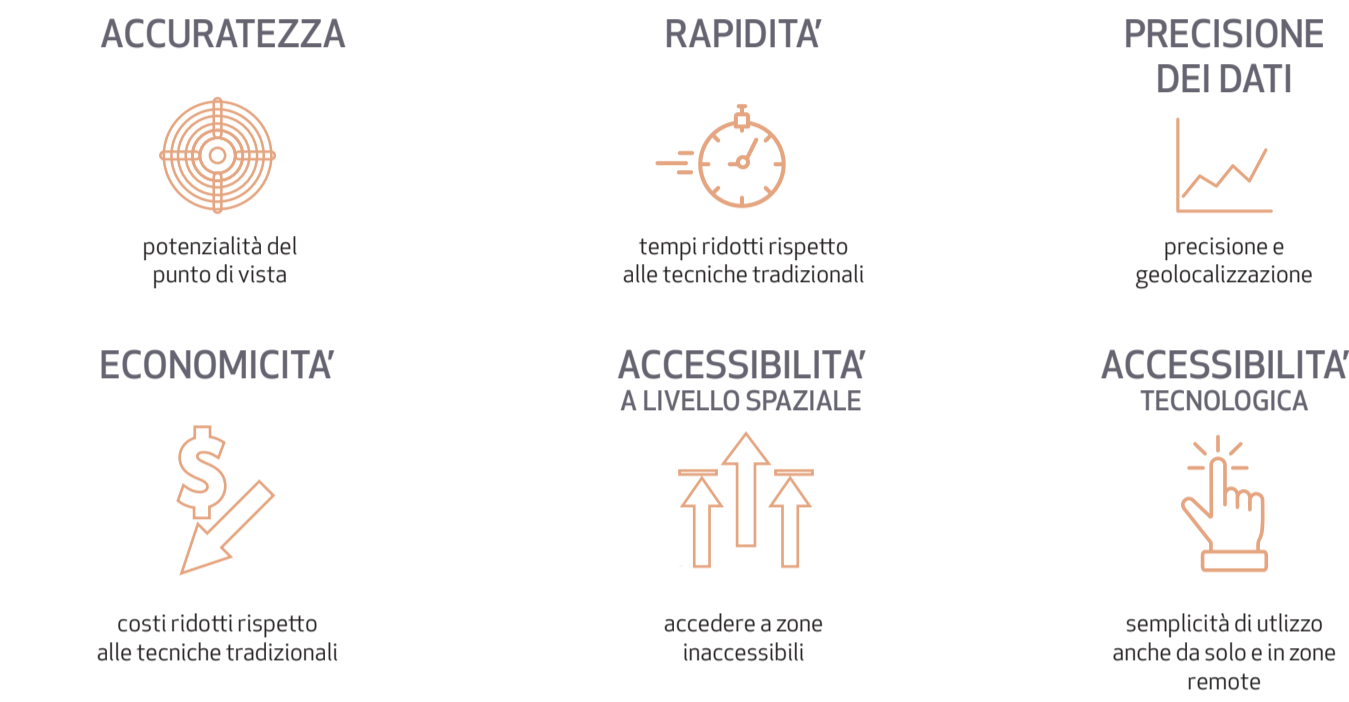 ACCURATEZZA
potenzialità del
punto di vista
RAPIDITA'
tempi ridotti rispetto
alle tecniche tradizionali
PRECISIONE
DEI DATI
precisione e
geolocalizzazione
ECONOMICITA'
costi ridotti rispetto
alle tecniche tradizionali
ACCESSIBILITA'
A LIVELLO SPAZIALE
accedere a zone
inaccessibili
ACCESSIBILITA'
TECNOLOGICA
semplicità di utlizzo
anche da solo e in zone
remote